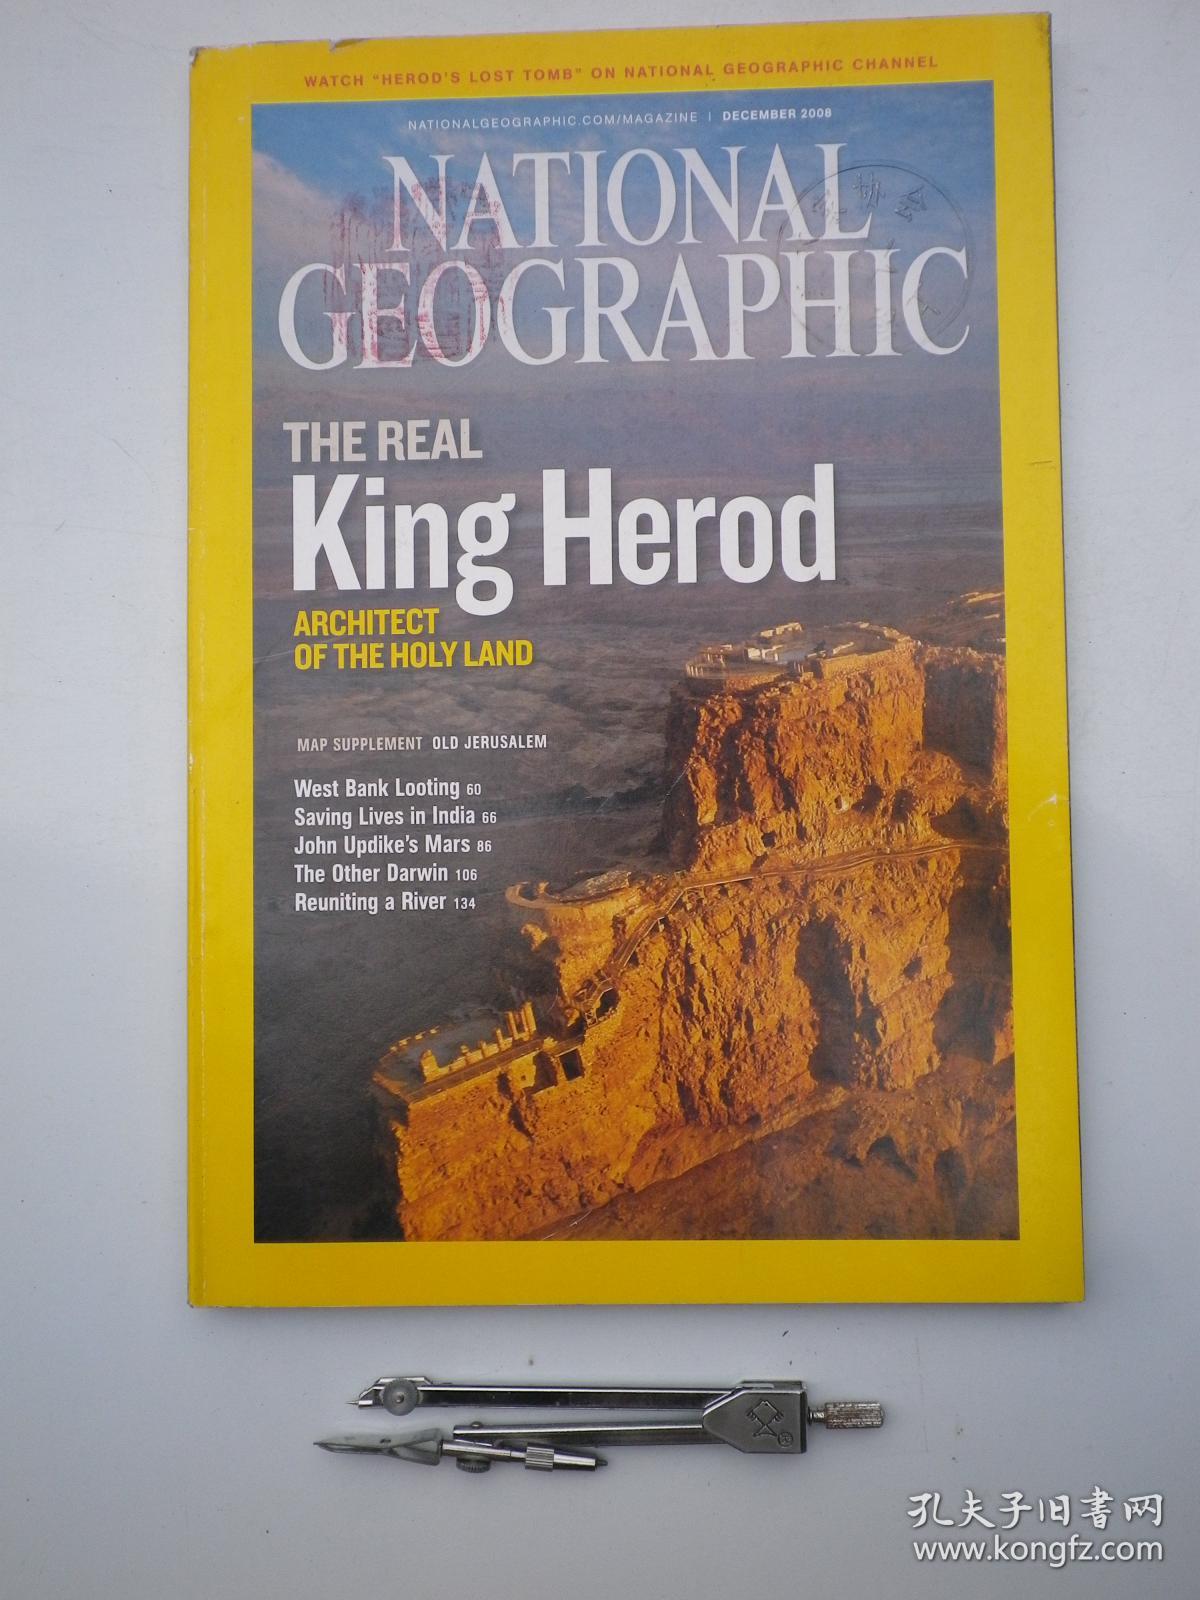 WATCH "HEROD'S LOST TOMB" ON NATIONAL GEOGRAPHIC CHANNEL
NATIONALGEOGRAPHIC.COM/MAGAZINE | DECEMBER 2008
NATIONAL
GEOGRAPHIC
协会
THE REAL
King Herod
ARCHITECT
OF THE HOLY LAND
MAP SUPPLEMENT OLD JERUSALEM
West Bank Looting 60
Saving Lives in India 66
John Updike's Mars 86
The Other Darwin 106
Reuniting a River 134
®
孔夫子旧书网
www.kongfz.com